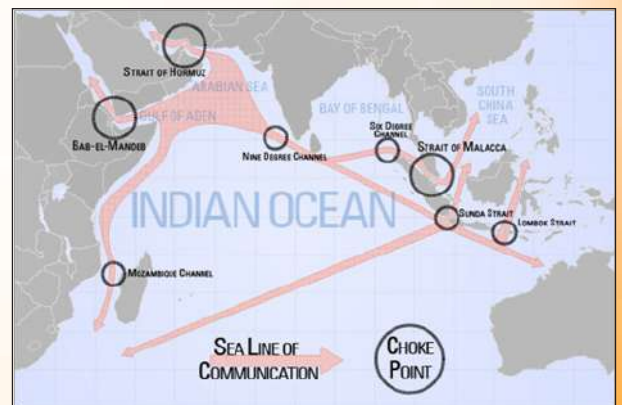 STRAIT OF HORMUZ
ARABIAN SEA
GULF OF ADEN
BAB-EL-MANDEB
BAY OF BENGAL
SOUTH
CHINA
SEA
SIX DEGREE
CHANNEL
NINE DEGREE CHANNEL
STRAIT OF MALACCA
INDIAN OCEAN
SUNDA STRAIT
LOMBOK STRAIT
MOZAMBIQUE CHANNEL
SEA LINE OF
COMMUNICATION
CHOKE
POINT